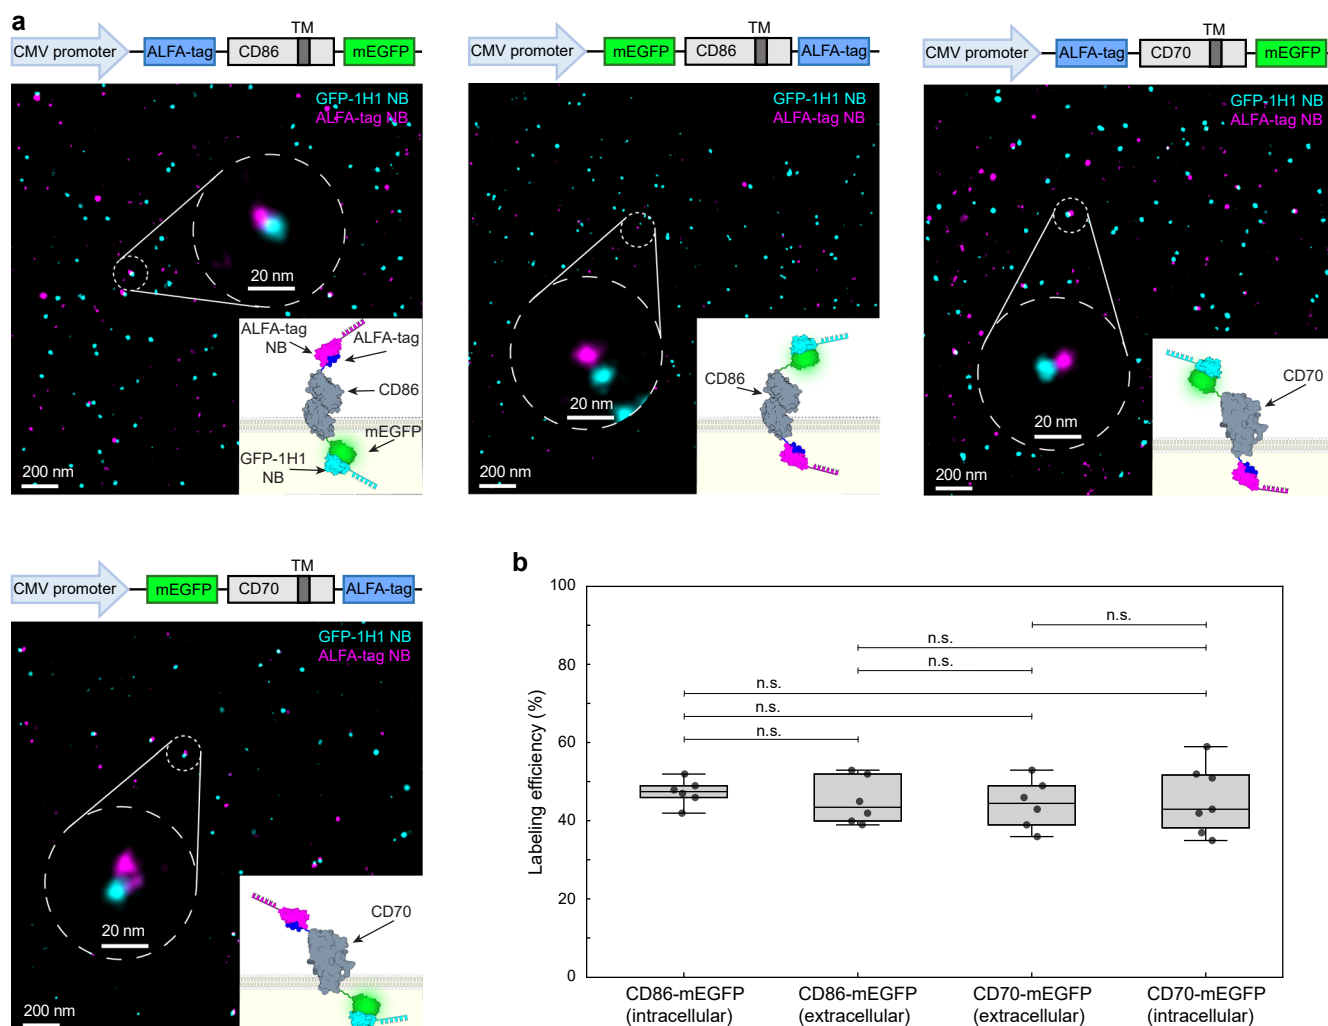 a
TM
CMV promoter
ALFA-tag
CD86
mEGFP
GFP-1H1 NB
ALFA-tag NB
20 nm
ALFA-tag
NB
ALFA-tag
CD86
mEGFP
GFP-1H1
NB
200 nm
TM
CMV promoter
mEGFP
CD86
ALFA-tag
GFP-1H1 NB
ALFA-tag NB
20 nm
CD86
200 nm
TM
CMV promoter
ALFA-tag
CD70
mEGFP
GFP-1H1 NB
ALFA-tag NB
20 nm
CD70
200 nm
TM
CMV promoter
mEGFP
CD70
ALFA-tag
GFP-1H1 NB
ALFA-tag NB
20 nm
CD70
200 nm
b
Labeling efficiency (%)
100
80
60
40
20
0
n.s.
n.s.
n.s.
n.s.
n.s.
n.s.
CD86-mEGFP
(intracellular)
CD86-mEGFP
(extracellular)
CD70-mEGFP
(extracellular)
CD70-mEGFP
(intracellular)